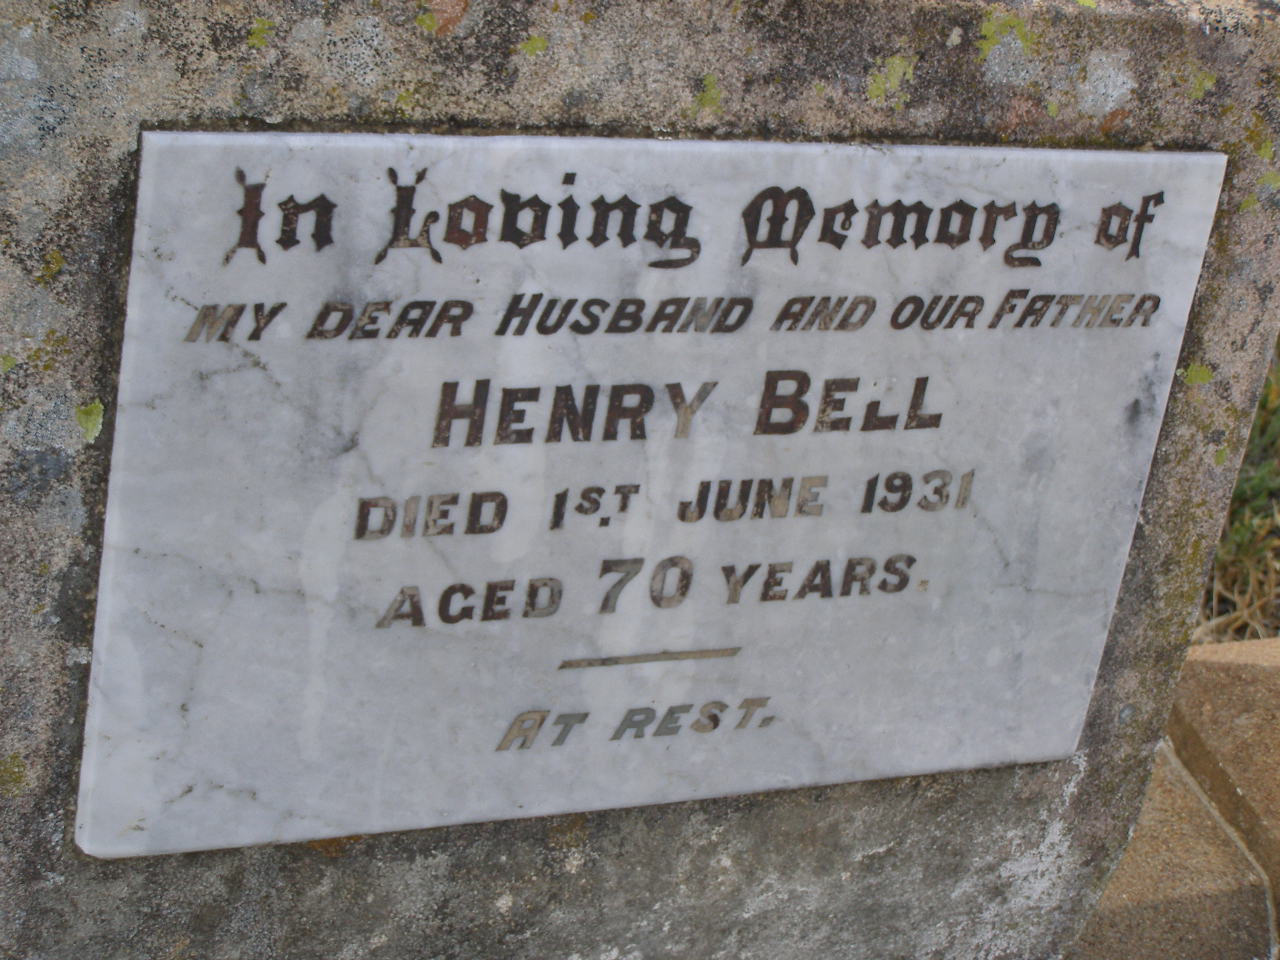 In Loving Memory of
MY DEAR HUSBAND AND OUR FATHER
HENRY BELL
DIED 1ST. JUNE 1931
AGED 70 YEARS.
AT REST.